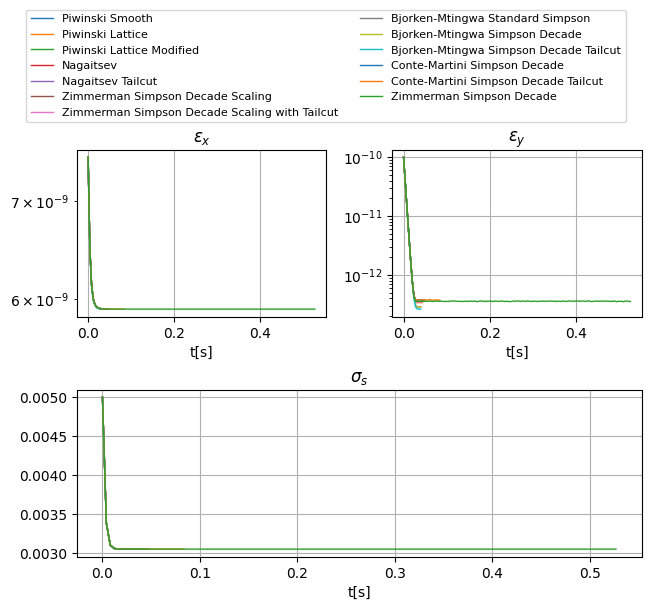 Piwinski Smooth
Piwinski Lattice
Piwinski Lattice Modified
Nagaitsev
Nagaitsev Tailcut
Zimmerman Simpson Decade Scaling
Zimmerman Simpson Decade Scaling with Tailcut
Bjorken-Mtingwa Standard Simpson
Bjorken-Mtingwa Simpson Decade
Bjorken-Mtingwa Simpson Decade Tailcut
Conte-Martini Simpson Decade
Conte-Martini Simpson Decade Tailcut
Zimmerman Simpson Decade
εₓ
7 × 10⁻⁹
6 × 10⁻⁹
0.0 0.2 0.4
t[s]
ε_y
10⁻¹⁰
10⁻¹¹
10⁻¹²
0.0 0.2 0.4
t[s]
σₛ
0.0050
0.0045
0.0040
0.0035
0.0030
0.0 0.1 0.2 0.3 0.4 0.5
t[s]